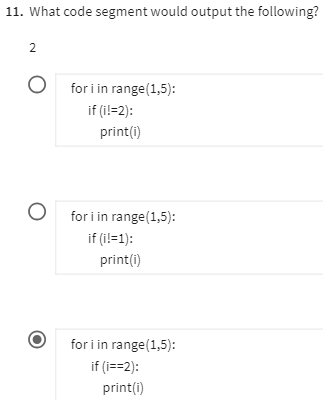 11. What code segment would output the following?
2
for i in range(1,5):
if (i!=2):
print(i)
for i in range(1,5):
if (i!=1):
print(i)
for i in range(1,5):
if (i==2):
print(i)